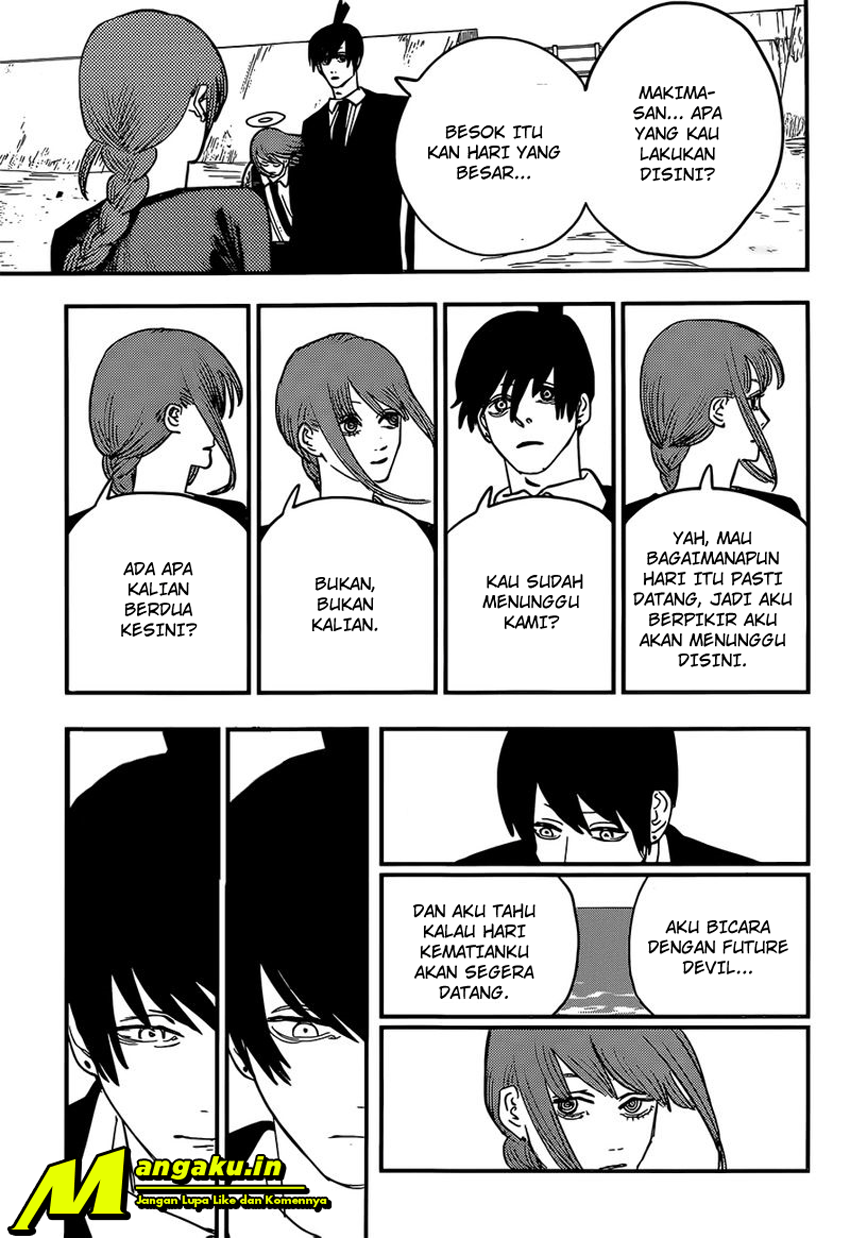 MAKIMA-
SAN... APA
YANG KAU
LAKUKAN
DISINI?
BESOK ITU
KAN HARI YANG
BESAR...
YAH, MAU
BAGAIMANAPUN
HARI ITU PASTI
DATANG, JADI AKU
BERPIKIR AKU
AKAN MENUNGGU
DISINI.
KAU SUDAH
MENUNGGU
KAMI?
BUKAN,
BUKAN
KALIAN.
ADA APA
KALIAN
BERDUA
KESINI?
AKU BICARA
DENGAN FUTURE
DEVIL...
DAN AKU TAHU
KALAU HARI
KEMATIANKU
AKAN SEGERA
DATANG.
Mangaku.in
Jangan Lupa Like dan Komennya